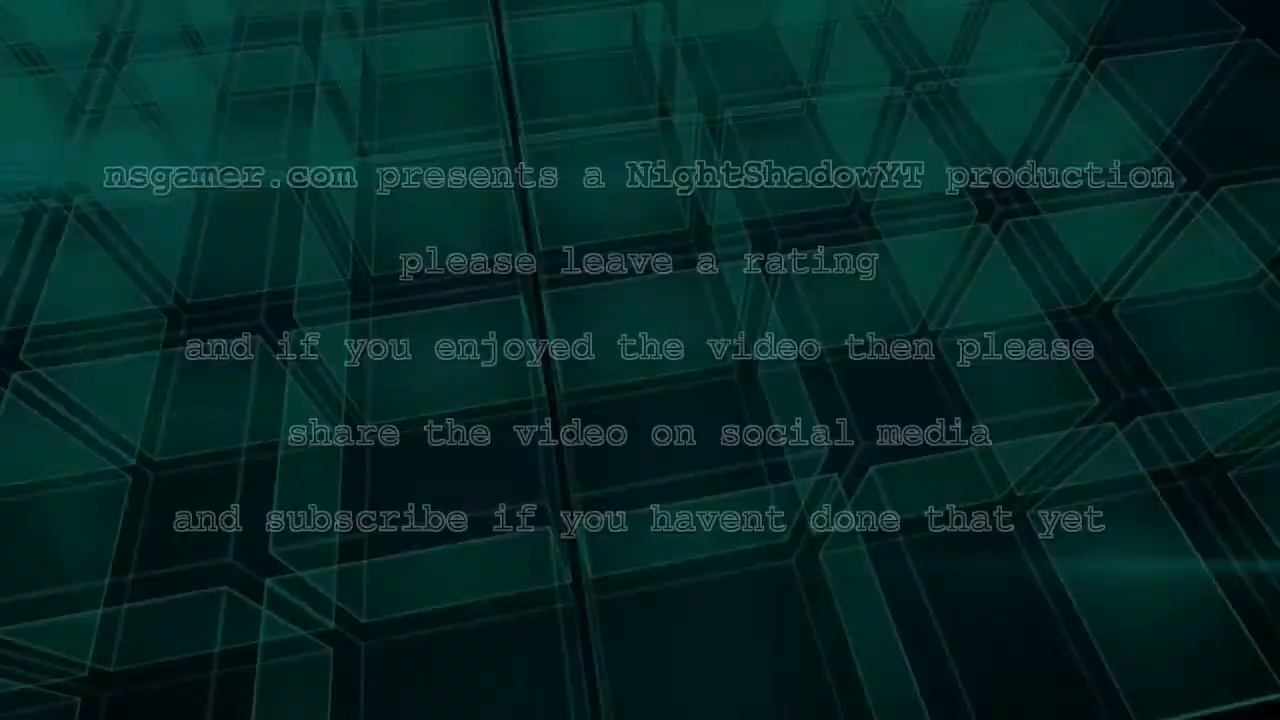 nsgamer.com presents a NightShadowYT production
please leave a rating
and if you enjoyed the video then please
share the video on social media
and subscribe if you havent done that yet